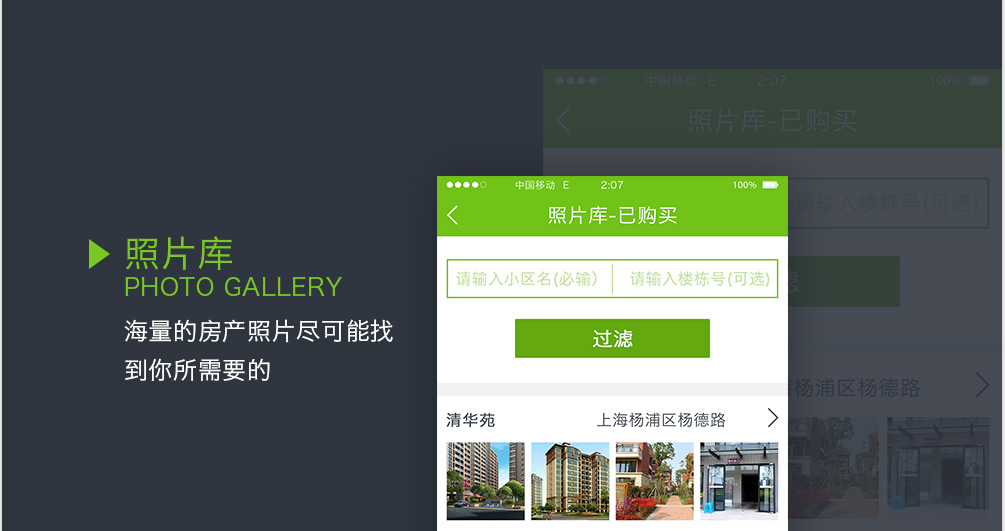 照片库
PHOTO GALLERY
海量的房产照片尽可能找
到你所需要的
中国移动 E 2:07 100%
照片库-已购买
请输入楼栋号(可选)
杨浦区杨德路
中国移动 E 2:07 100%
照片库-已购买
请输入小区名(必输) 请输入楼栋号(可选)
过滤
清华苑 上海杨浦区杨德路